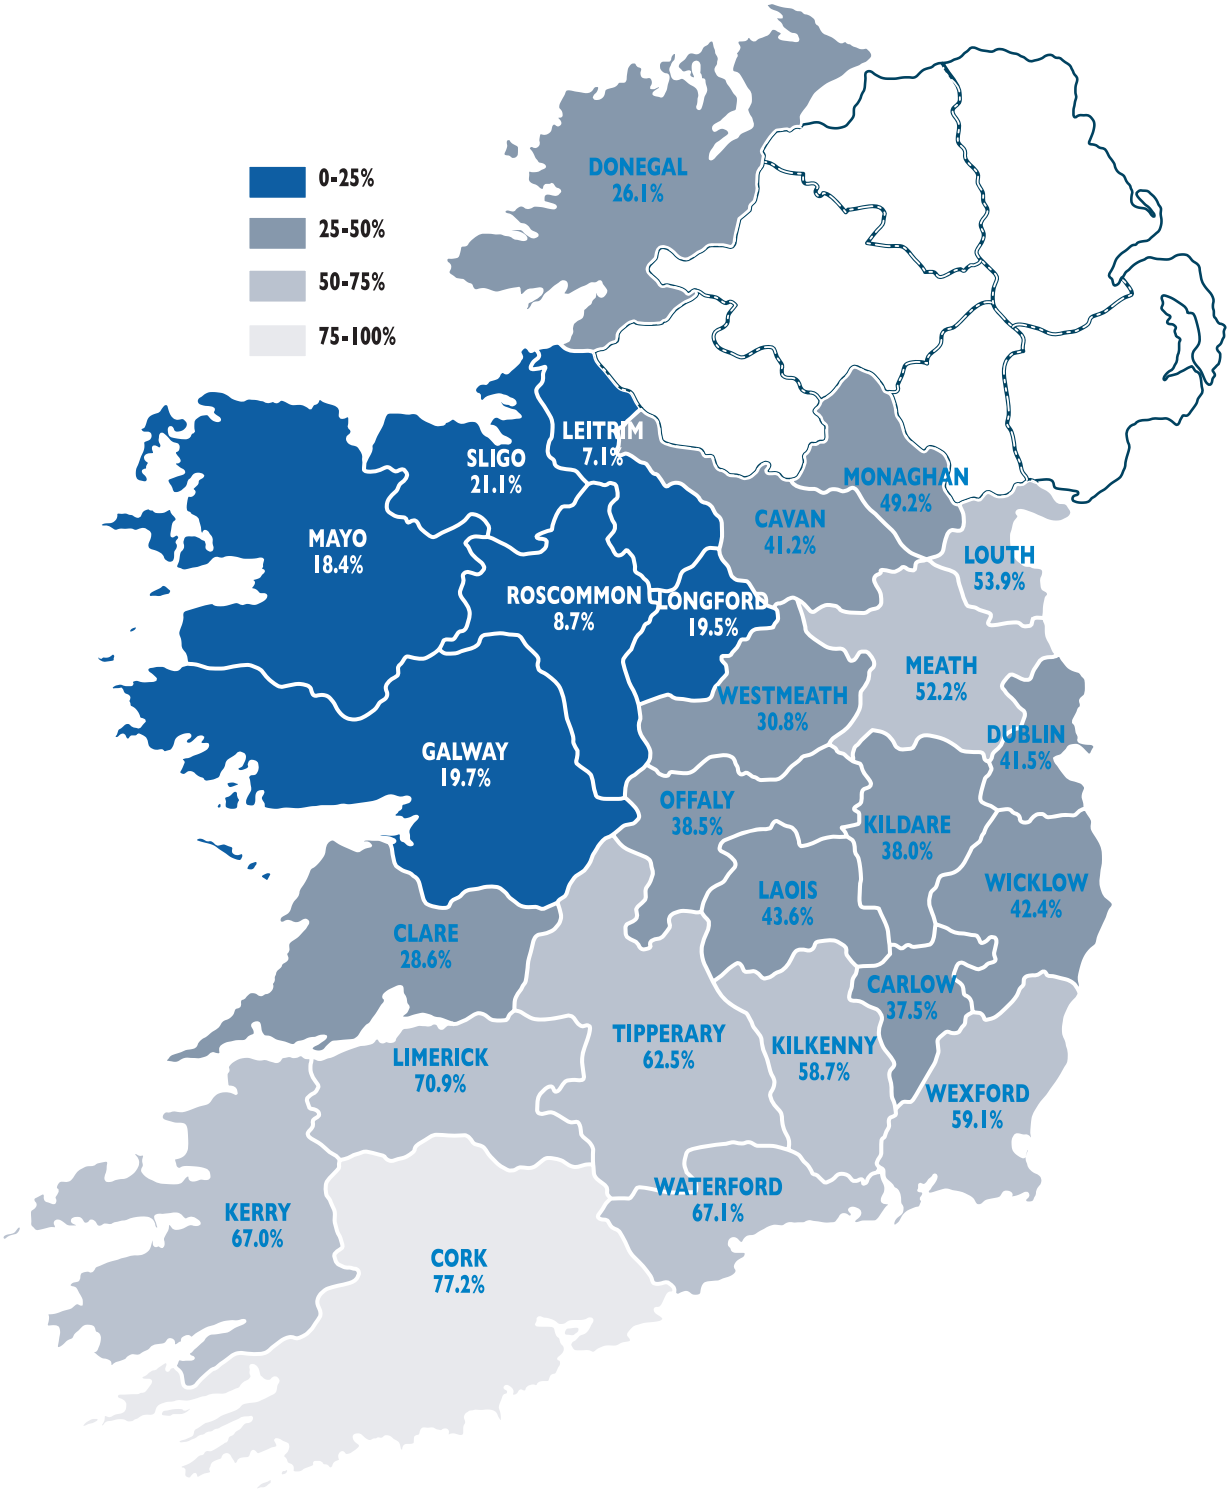 DONEGAL
26.1%
0-25%
25-50%
50-75%
75-100%
LEITRIM
7.1%
SLIGO
21.1%
MONAGHAN
49.2%
CAVAN
41.2%
MAYO
18.4%
LOUTH
53.9%
ROSCOMMON
8.7%
LONGFORD
19.5%
MEATH
52.2%
WESTMEATH
30.8%
DUBLIN
41.5%
GALWAY
19.7%
OFFALY
38.5%
KILDARE
38.0%
LAOIS
43.6%
WICKLOW
42.4%
CLARE
28.6%
CARLOW
37.5%
TIPPERARY
62.5%
KILKENNY
58.7%
LIMERICK
70.9%
WEXFORD
59.1%
WATERFORD
67.1%
KERRY
67.0%
CORK
77.2%